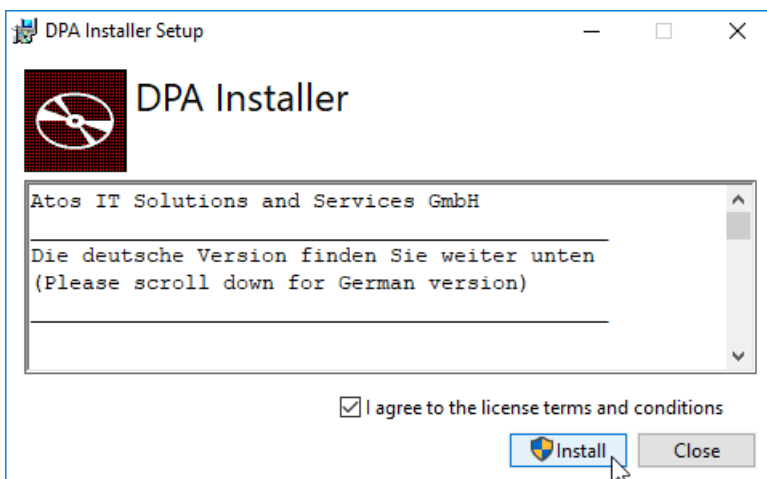 DPA Installer Setup
DPA Installer
Atos IT Solutions and Services GmbH
Die deutsche Version finden Sie weiter unten
(Please scroll down for German version)
I agree to the license terms and conditions
Install
Close